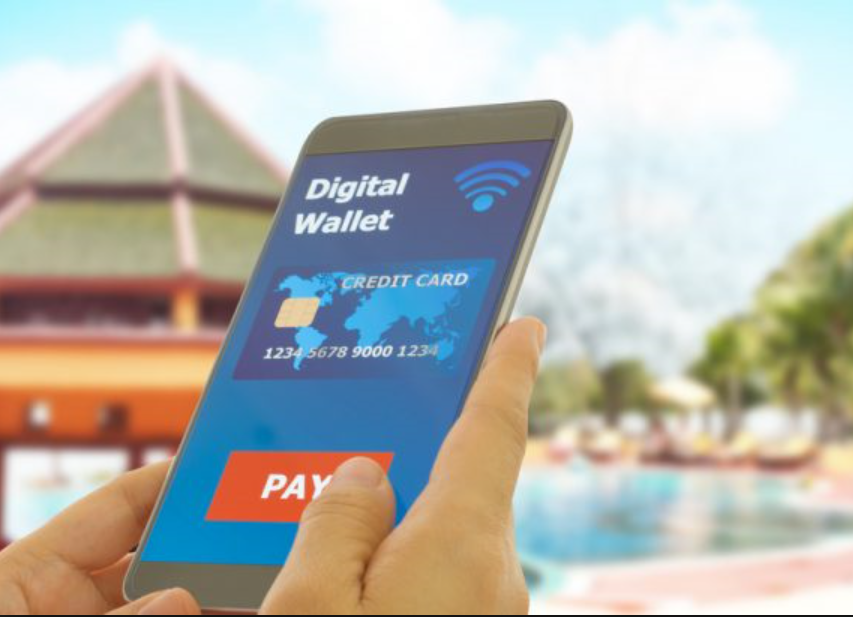 Digital
Wallet
CREDIT CARD
1234 5678 9000 1234
PAY